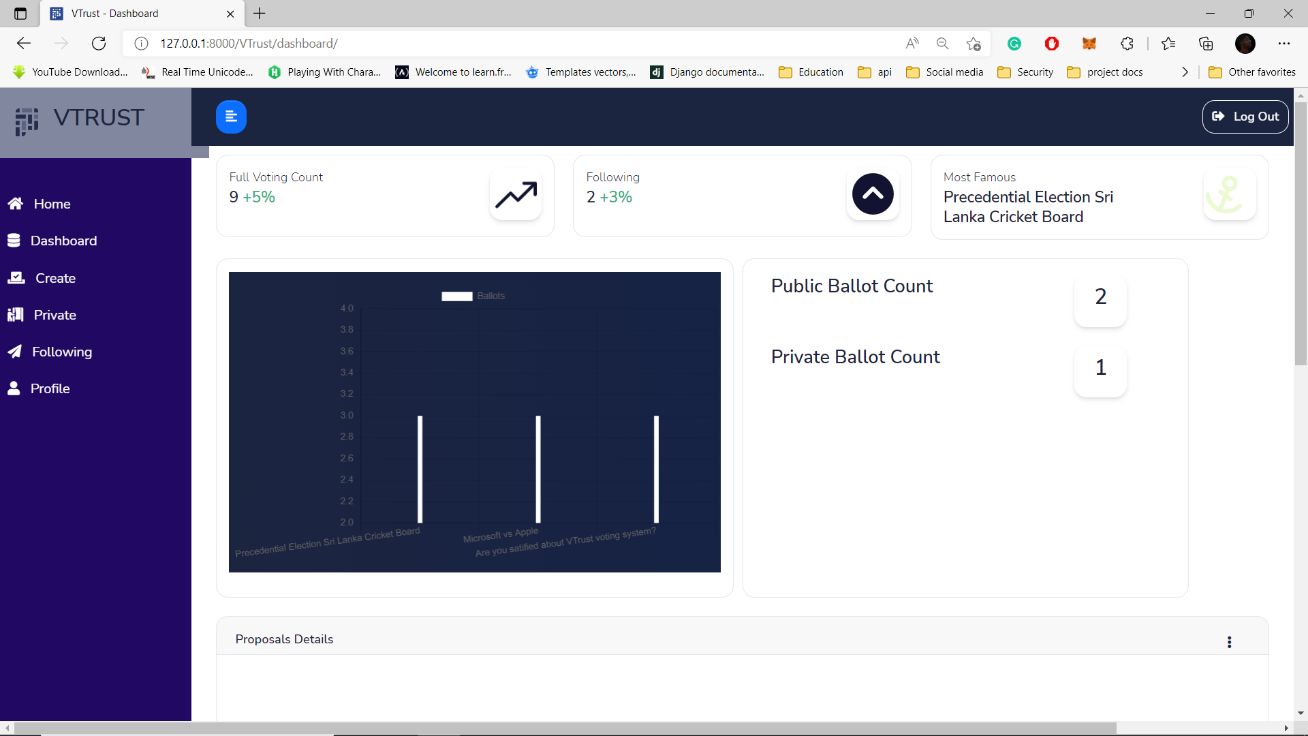 VTrust - Dashboard
127.0.0.1:8000/VTrust/dashboard/
YouTube Download... Real Time Unicode... Playing With Chara... Welcome to learn.fr... Templates vectors,... Django documenta... Education api Social media Security project docs Other favorites
VTRUST
Log Out
Home
Dashboard
Create
Private
Following
Profile
Full Voting Count
9 +5%
Following
2 +3%
Most Famous
Precedential Election Sri
Lanka Cricket Board
Ballots
4.0
3.8
3.6
3.4
3.2
3.0
2.8
2.6
2.4
2.2
2.0
Precedential Election Sri Lanka Cricket Board
Microsoft vs Apple
Are you satified about VTrust voting system?
Public Ballot Count
2
Private Ballot Count
1
Proposals Details